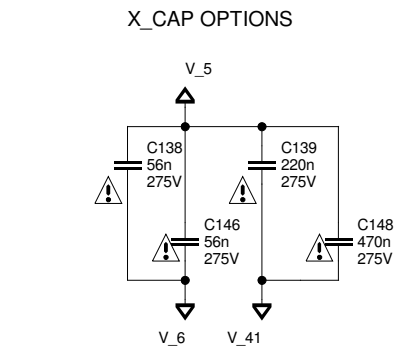 X_CAP OPTIONS
V_5
C138
56n
275V
C139
220n
275V
C146
56n
275V
C148
470n
275V
V_6
V_41